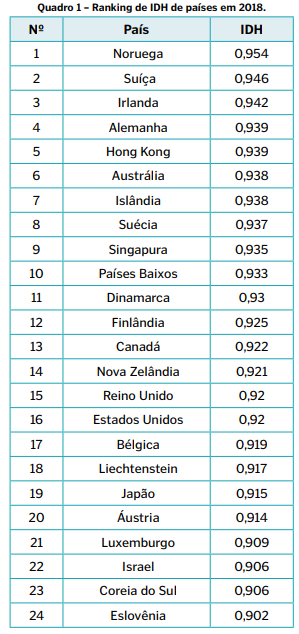 Quadro 1 – Ranking de IDH de países em 2018.
Nº País IDH
1 Noruega 0,954
2 Suíça 0,946
3 Irlanda 0,942
4 Alemanha 0,939
5 Hong Kong 0,939
6 Austrália 0,938
7 Islândia 0,938
8 Suécia 0,937
9 Singapura 0,935
10 Países Baixos 0,933
11 Dinamarca 0,93
12 Finlândia 0,925
13 Canadá 0,922
14 Nova Zelândia 0,921
15 Reino Unido 0,92
16 Estados Unidos 0,92
17 Bélgica 0,919
18 Liechtenstein 0,917
19 Japão 0,915
20 Áustria 0,914
21 Luxemburgo 0,909
22 Israel 0,906
23 Coreia do Sul 0,906
24 Eslovênia 0,902